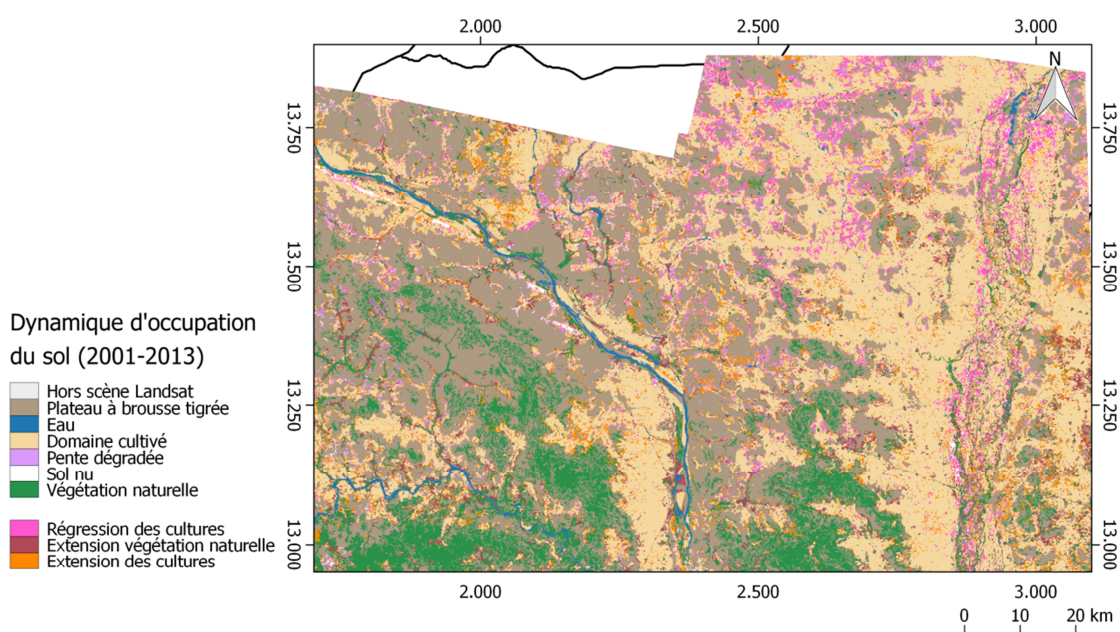 2.000 2.500 3.000
N
13.750 13.750
13.500 13.500
13.250 13.250
13.000 13.000
Dynamique d'occupation
du sol (2001-2013)
Hors scène Landsat
Plateau à brousse tigrée
Eau
Domaine cultivé
Pente dégradée
Sol nu
Végétation naturelle
Régression des cultures
Extension végétation naturelle
Extension des cultures
2.000 2.500 3.000
0 10 20 km